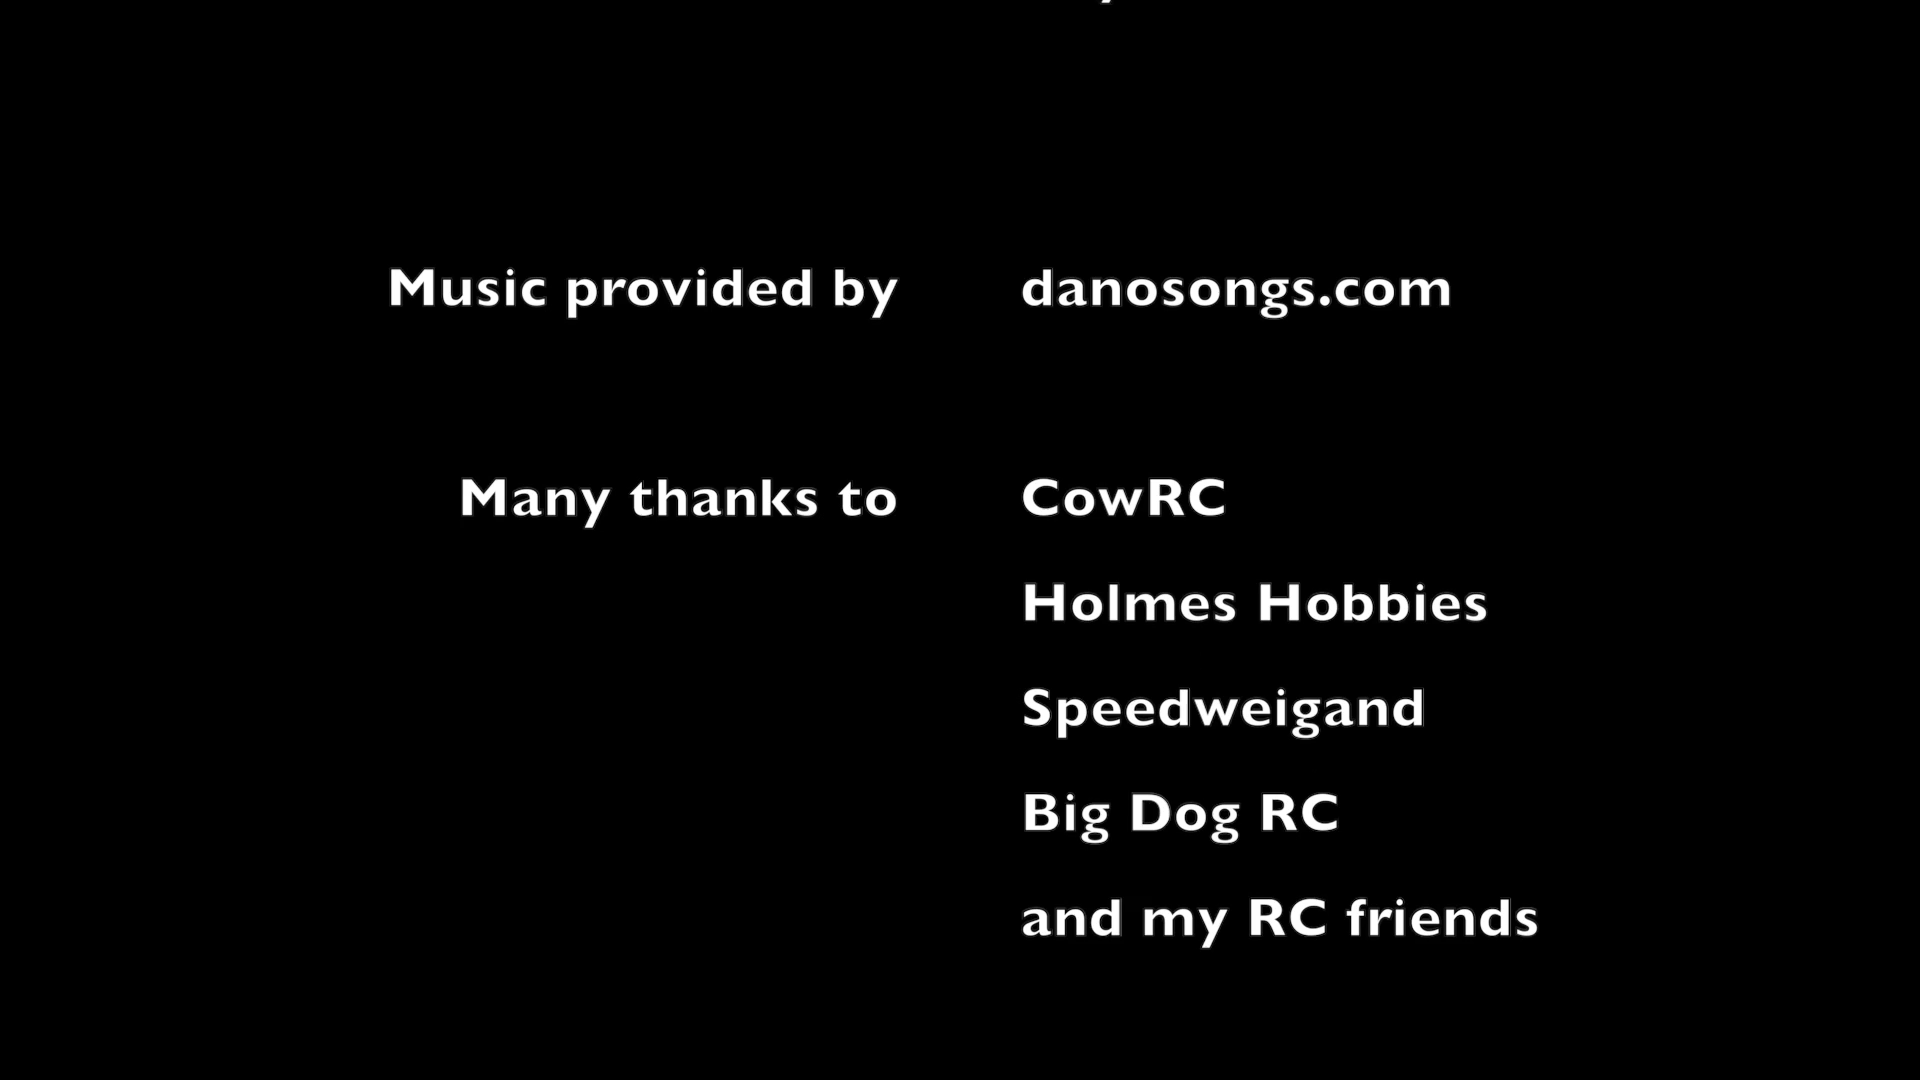 Music provided by danosongs.com
Many thanks to CowRC
Holmes Hobbies
Speedweigand
Big Dog RC
and my RC friends